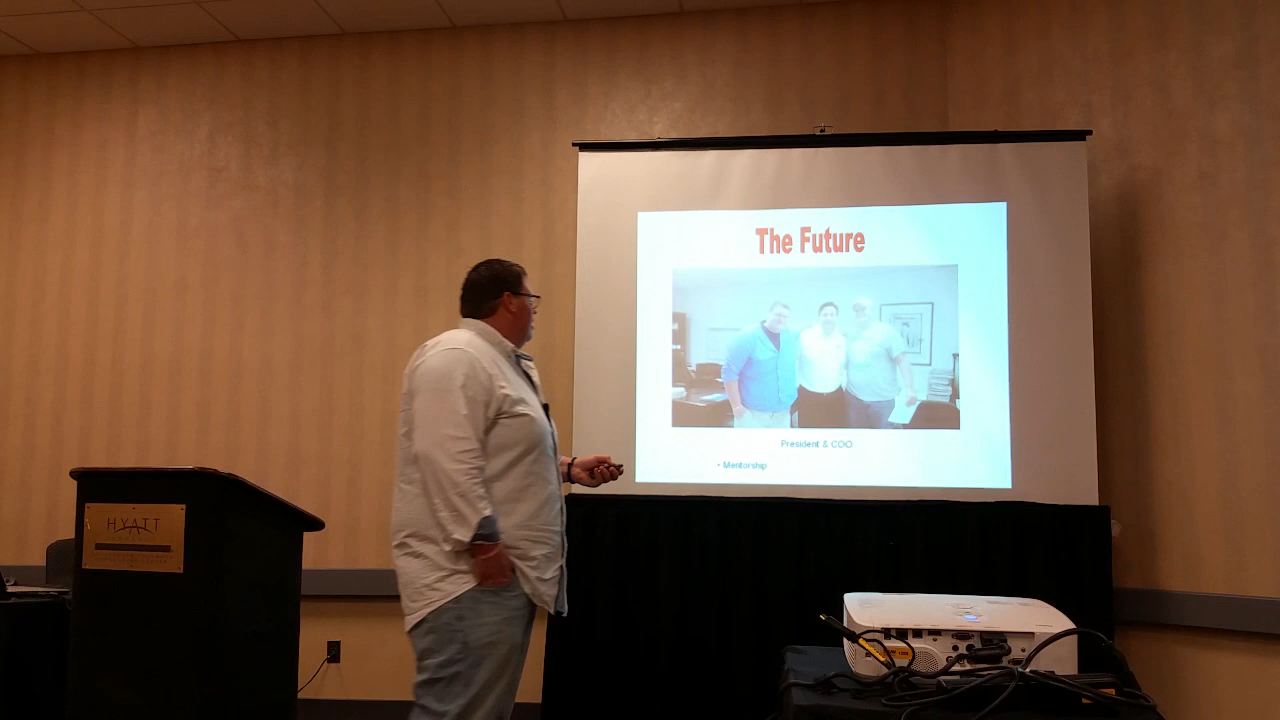 The Future
President & COO
• Mentorship
HYATT